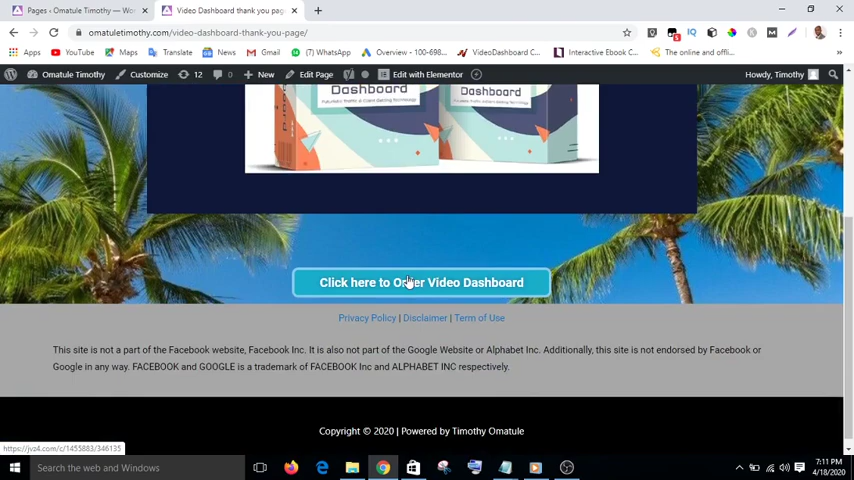 Pages ‹ Omatule Timothy — Wo
Video Dashboard thank you page
omatuletimothy.com/video-dashboard-thank-you-page/
Apps
YouTube
Maps
Translate
News
Gmail
(7) WhatsApp
Overview - 100-698...
VideoDashboard C...
Interactive Ebook C...
The online and offli...
Omatule Timothy
Customize
12
0
New
Edit Page
Edit with Elementor
Howdy, Timothy
Dashboard
Dashboard
Click here to Order Video Dashboard
Privacy Policy | Disclaimer | Term of Use
This site is not a part of the Facebook website, Facebook Inc. It is also not part of the Google Website or Alphabet Inc. Additionally, this site is not endorsed by Facebook or
Google in any way. FACEBOOK and GOOGLE is a trademark of FACEBOOK Inc and ALPHABET INC respectively.
Copyright © 2020 | Powered by Timothy Omatule
https://jvz4.com/c/1455883/346135
Search the web and Windows
7:11 PM
4/18/2020